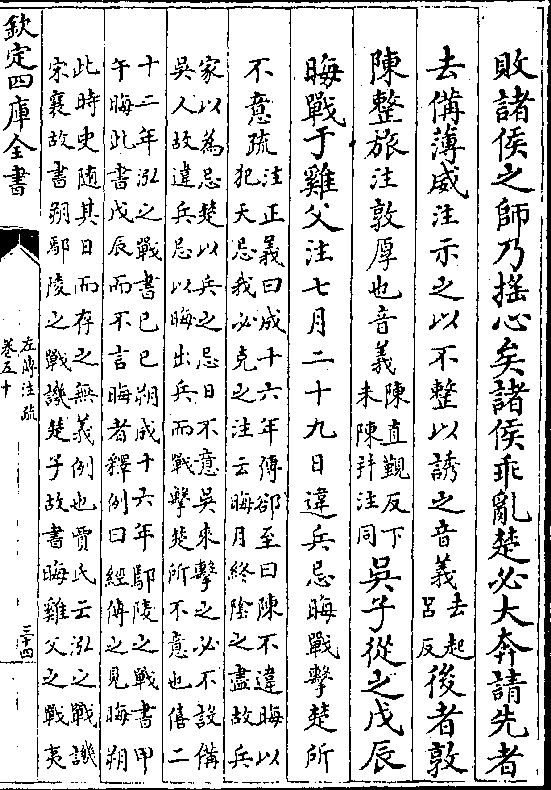 敗諸侯之師乃揺心矣諸侯乖亂楚必大奔請先者
去備薄威注示之以不整以誘之音義去起呂反後者敦
陳整旅注敦厚也音義陳直覲反下末陳幷注同吳子從之戊辰
晦戰于雞父注七月二十九日違兵忌晦戰擊楚所
不意疏注正義曰成十六年傳郤至曰陳不違晦以
犯天忌我必克之注云晦月終隂之盡故兵
家以為忌楚以兵之忌日不意吳來擊之必不設備
吳人故違兵忌以晦出兵而戰擊楚所不意也僖二
十二年泓之戰書己巳朔成十六年鄢陵之戰書甲
午晦此書戊辰而不言晦者釋例曰經傳之見晦朔
此時史随其日而存之無義例也賈氏云泓之戰譏
宋襄故書朔鄢陵之戰譏楚子故書晦雞父之戰夷
欽定四庫全書
左傳注疏
卷五十
三十四